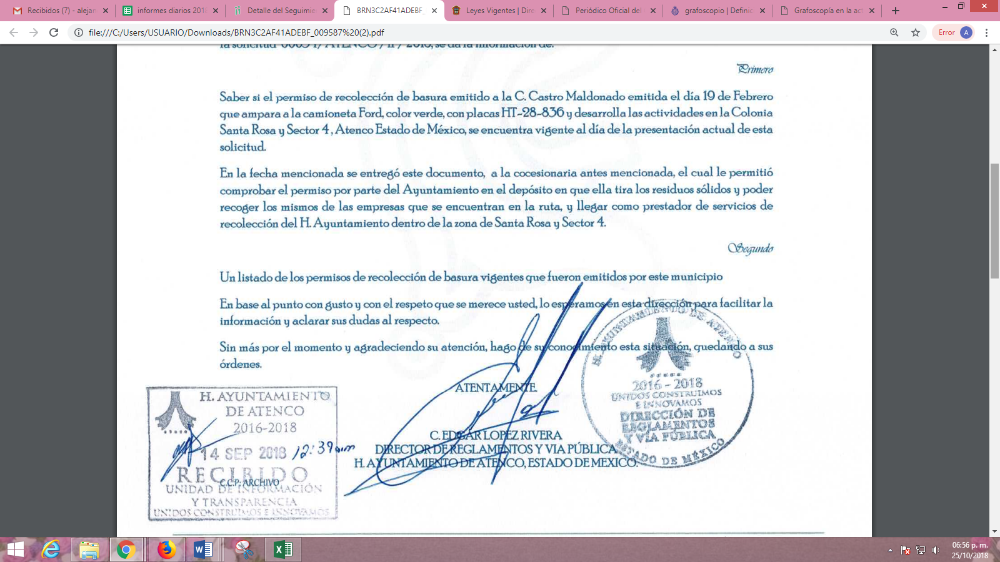 Recibidos (7) - alejan
informes diarios 2018
Detalle del Seguimie
BRN3C2AF41ADEBF_
Leyes Vigentes | Dire
Periódico Oficial del
grafoscopio | Definic
Grafoscopía en la act
file:///C:/Users/USUARIO/Downloads/BRN3C2AF41ADEBF_009587%20(2).pdf
Error A
Primero
Saber si el permiso de recolección de basura emitido a la C. Castro Maldonado emitida el día 19 de Febrero
que ampara a la camioneta Ford, color verde, con placas HT-28-836 y desarrolla las actividades en la Colonia
Santa Rosa y Sector 4 , Atenco Estado de México, se encuentra vigente al día de la presentación actual de esta
solicitud.
En la fecha mencionada se entregó este documento, a la cocesionaria antes mencionada, el cual le permitió
comprobar el permiso por parte del Ayuntamiento en el depósito en que ella tira los residuos sólidos y poder
recoger los mismos de las empresas que se encuentran en la ruta, y llegar como prestador de servicios de
recolección del H. Ayuntamiento dentro de la zona de Santa Rosa y Sector 4.
Segundo
Un listado de los permisos de recolección de basura vigentes que fueron emitidos por este municipio
En base al punto con gusto y con el respeto que se merece usted, lo esperamos en esta dirección para facilitar la
información y aclarar sus dudas al respecto.
Sin más por el momento y agradeciendo su atención, hago de su conocimiento esta situación, quedando a sus
órdenes.
ATENTAMENTE
C. EDGAR LOPEZ RIVERA
DIRECTOR DE REGLAMENTOS Y VIA PÚBLICA
H. AYUNTAMIENTO DE ATENCO, ESTADO DE MEXICO.
H. AYUNTAMIENTO DE ATENCO
2016 - 2018
UNIDOS CONSTRUIMOS
E INNOVAMOS
DIRECCIÓN DE
REGLAMENTOS
Y VÍA PÚBLICA
ESTADO DE MÉXICO
H. AYUNTAMIENTO
DE ATENCO
2016-2018
14 SEP 2018 12:39
RECIBIDO
C.C.P. ARCHIVO
UNIDAD DE INFORMACIÓN
Y TRANSPARENCIA
UNIDOS CONSTRUIMOS E INNOVAMOS
06:56 p. m.
25/10/2018